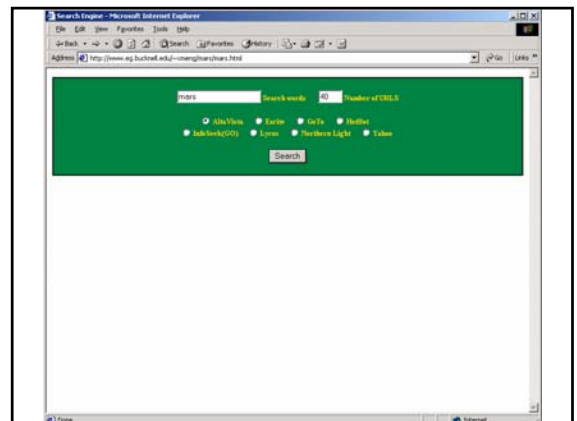 Search Engine - Microsoft Internet Explorer
File Edit View Favorites Tools Help
Back Search Favorites History
Address http://www.eg.bucknell.edu/~xmeng/mars/mars.html Go Links »
mars Search words 40 Number of URLS
AltaVista Excite GoTo HotBot
InfoSeek(GO) Lycos Northern Light Yahoo
Search
Done Internet